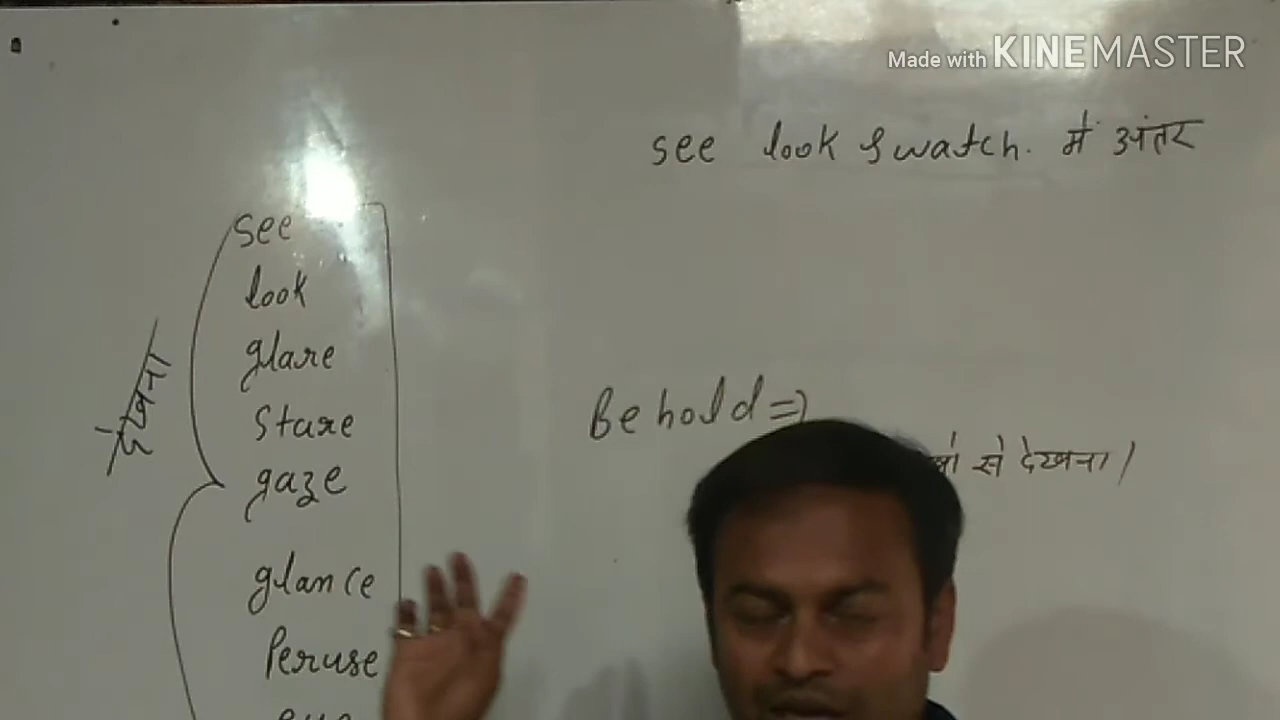 Made with KINEMASTER
see look & watch. में अंतर
देखना
see
look
glare
Stare
gaze
glance
Peruse
Behold =>
से देखना।